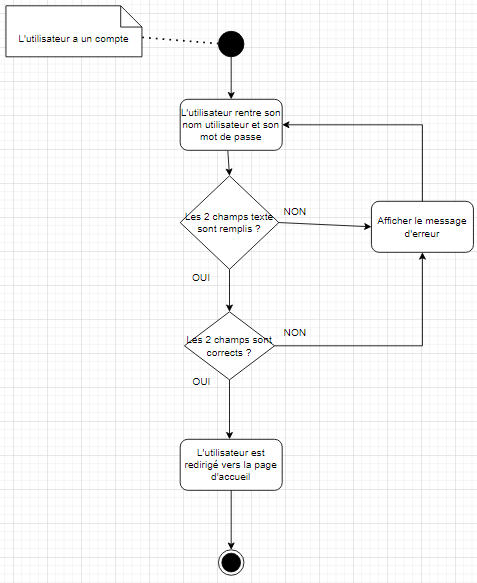 L'utilisateur a un compte
L'utilisateur rentre son
nom utilisateur et son
mot de passe
Les 2 champs texte
sont remplis ?
NON
Afficher le message
d'erreur
OUI
Les 2 champs sont
corrects ?
NON
OUI
L'utilisateur est
redirigé vers la page
d'accueil